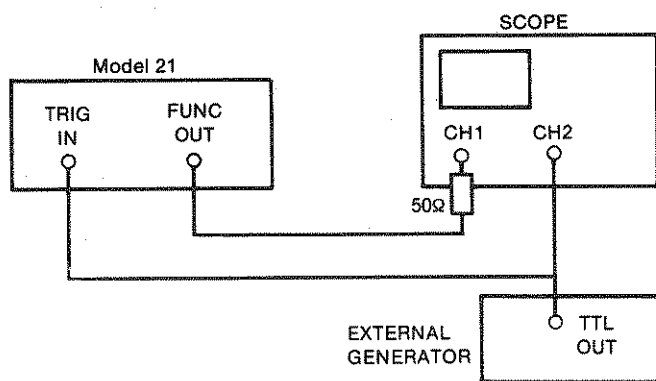 SCOPE
Model 21
TRIG
IN
FUNC
OUT
CH1
CH2
50Ω
EXTERNAL
GENERATOR
TTL
OUT